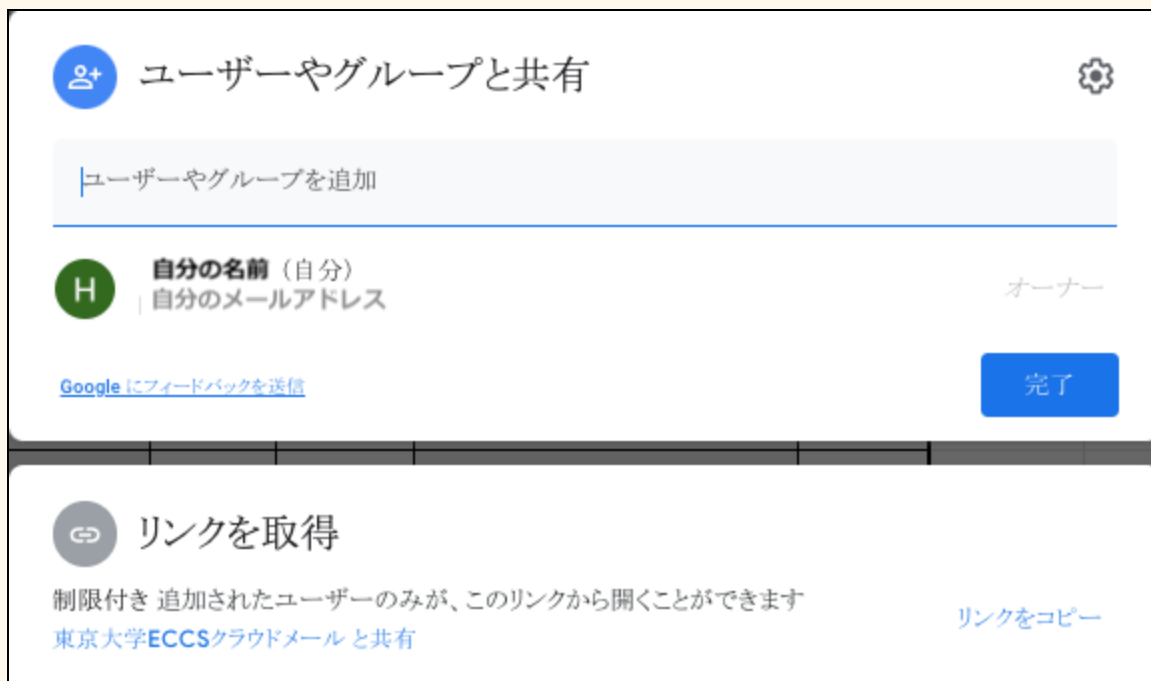 ユーザーやグループと共有
ユーザーやグループを追加
H
自分の名前（自分）
自分のメールアドレス
オーナー
Google にフィードバックを送信
完了
リンクを取得
制限付き 追加されたユーザーのみが、このリンクから開くことができます
リンクをコピー
東京大学ECCSクラウドメール と共有